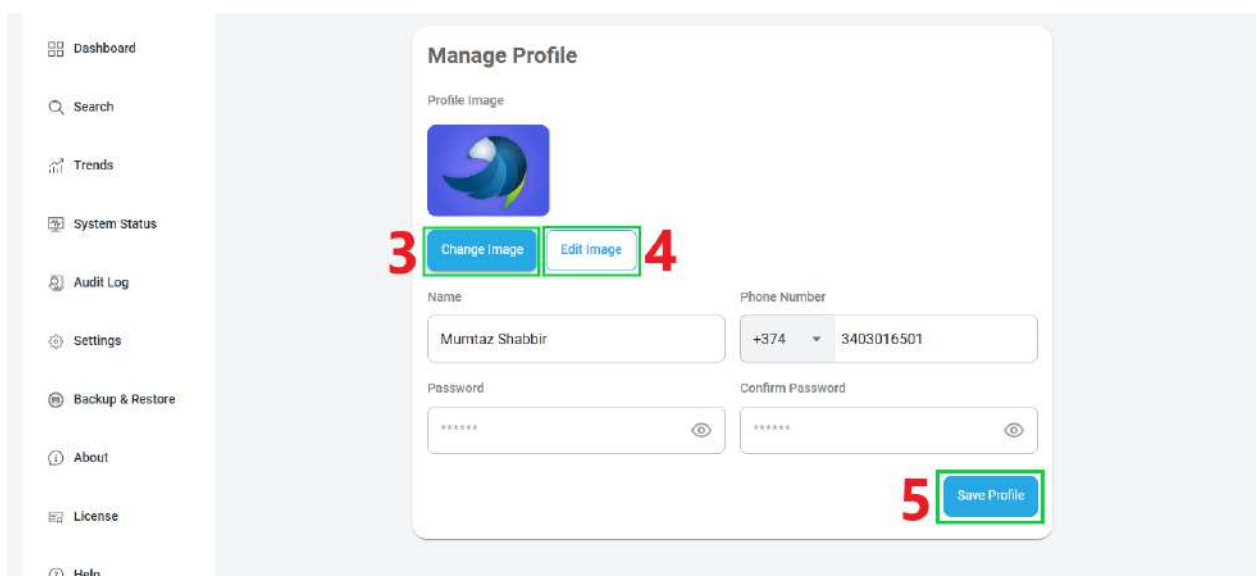 Dashboard
Search
Trends
System Status
Audit Log
Settings
Backup & Restore
About
License
Help
Manage Profile
Profile Image
3 Change Image Edit Image 4
Name Phone Number
Mumtaz Shabbir +374 3403016501
Password Confirm Password
****** ******
5 Save Profile